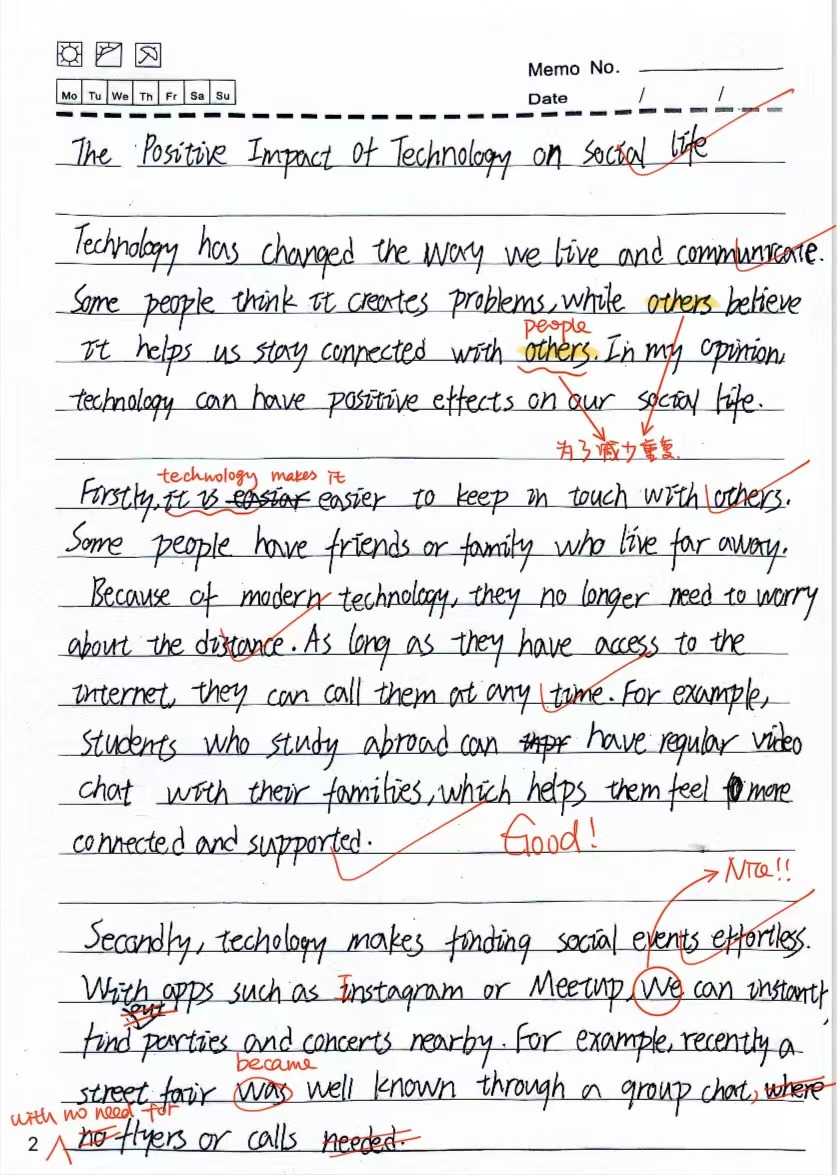 Memo No.
Mo Tu We Th Fr Sa Su
Date / /
The Positive Impact Of Technology on social life
Technology has changed the way we live and communicate.
Some people think it creates problems, while others believe
people
it helps us stay connected with others. In my opinion,
technology can have positive effects on our social life.
为了减少重复.
technology makes it
Firstly, it is easier easier to keep in touch with others.
Some people have friends or family who live far away.
Because of modern technology, they no longer need to worry
about the distance. As long as they have access to the
internet, they can call them at any time. For example,
students who study abroad can have regular video
chat with their families, which helps them feel more
connected and supported.
Good!
Nice!!
Secondly, techology makes finding social events effortless.
With apps such as Instagram or Meetup, We can instantly
find parties and concerts nearby. For example, recently a
became
street fair was well known through a group chat, where
with no need for
no flyers or calls needed.
2